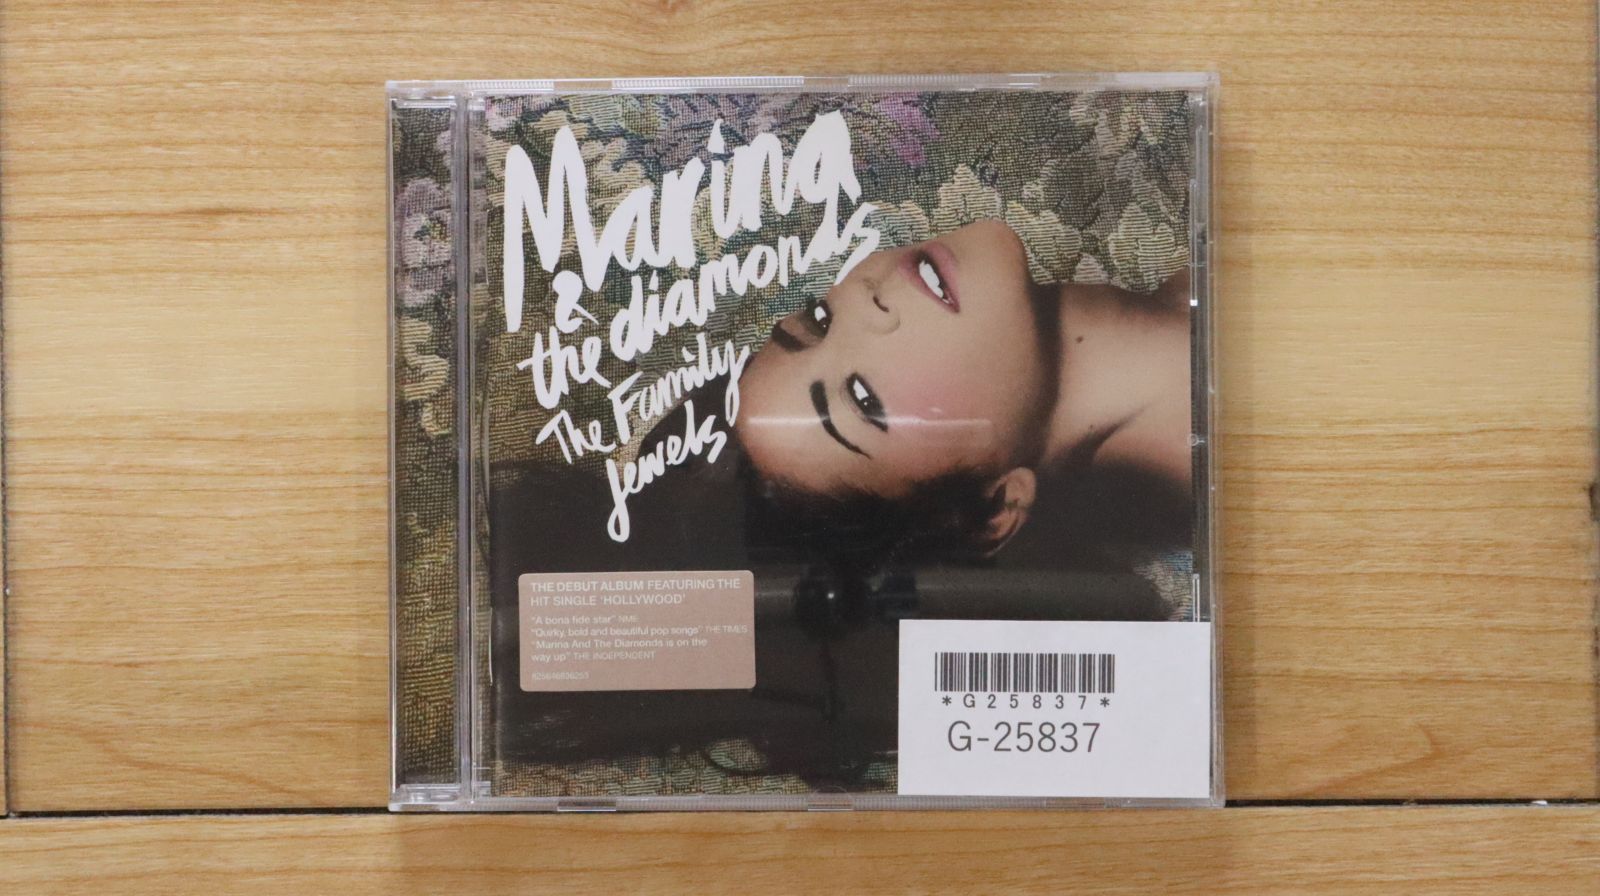 Marina
&
the diamonds
The Family
Jewels
THE DEBUT ALBUM FEATURING THE
HIT SINGLE 'HOLLYWOOD'
"A bona fide star" NME
"Quirky, bold and beautiful pop songs" THE TIMES
"Marina And The Diamonds is on the
way up" THE INDEPENDENT
*G25837*
G-25837